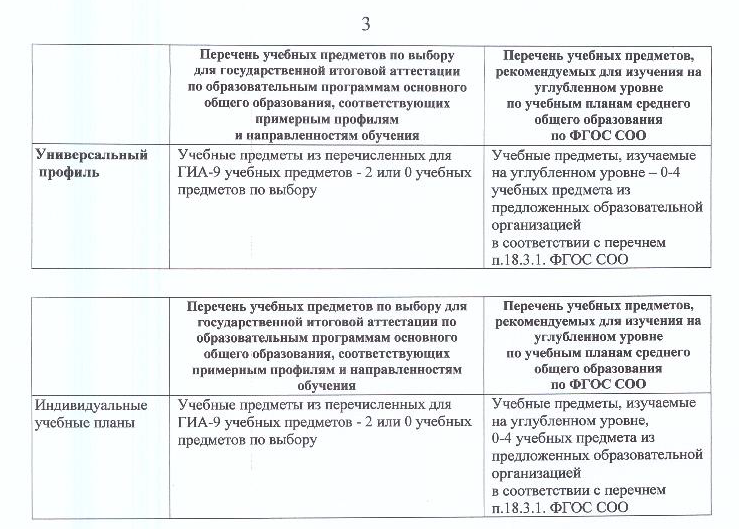 3
Перечень учебных предметов по выбору
для государственной итоговой аттестации
по образовательным программам основного
общего образования, соответствующих
примерным профилям
и направленностям обучения
Перечень учебных предметов,
рекомендуемых для изучения на
углубленном уровне
по учебным планам среднего
общего образования
по ФГОС СОО
Универсальный
профиль
Учебные предметы из перечисленных для
ГИА-9 учебных предметов - 2 или 0 учебных
предметов по выбору
Учебные предметы, изучаемые
на углубленном уровне – 0-4
учебных предмета из
предложенных образовательной
организацией
в соответствии с перечнем
п.18.3.1. ФГОС СОО
Перечень учебных предметов по выбору для
государственной итоговой аттестации по
образовательным программам основного
общего образования, соответствующих
примерным профилям и направленностям
обучения
Перечень учебных предметов,
рекомендуемых для изучения на
углубленном уровне
по учебным планам среднего
общего образования
по ФГОС СОО
Индивидуальные
учебные планы
Учебные предметы из перечисленных для
ГИА-9 учебных предметов - 2 или 0 учебных
предметов по выбору
Учебные предметы, изучаемые
на углубленном уровне,
0-4 учебных предмета из
предложенных образовательной
организацией
в соответствии с перечнем
п.18.3.1. ФГОС СОО